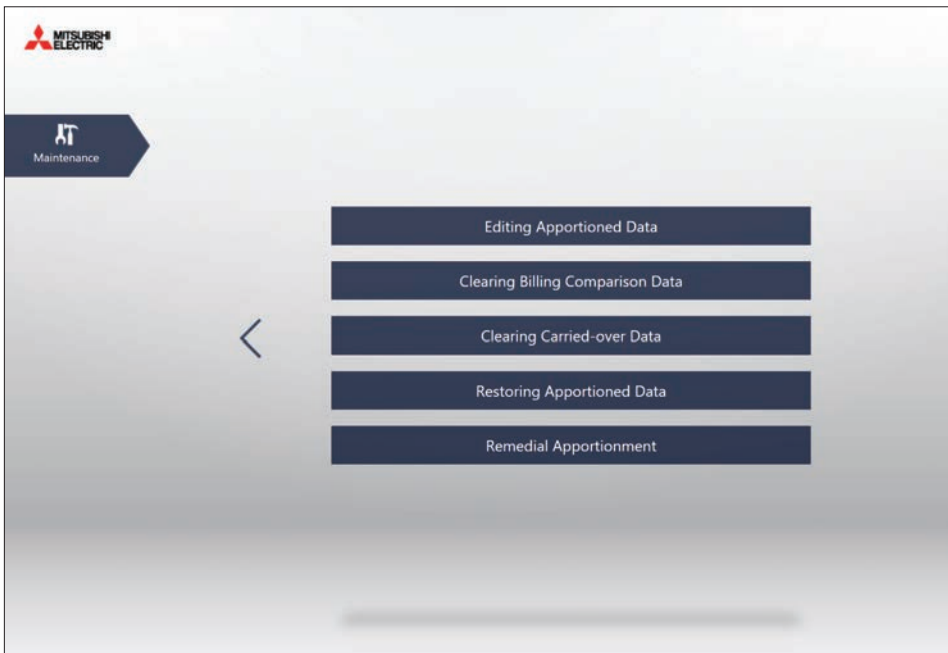 MITSUBISHI
ELECTRIC
Maintenance
Editing Apportioned Data
Clearing Billing Comparison Data
Clearing Carried-over Data
Restoring Apportioned Data
Remedial Apportionment